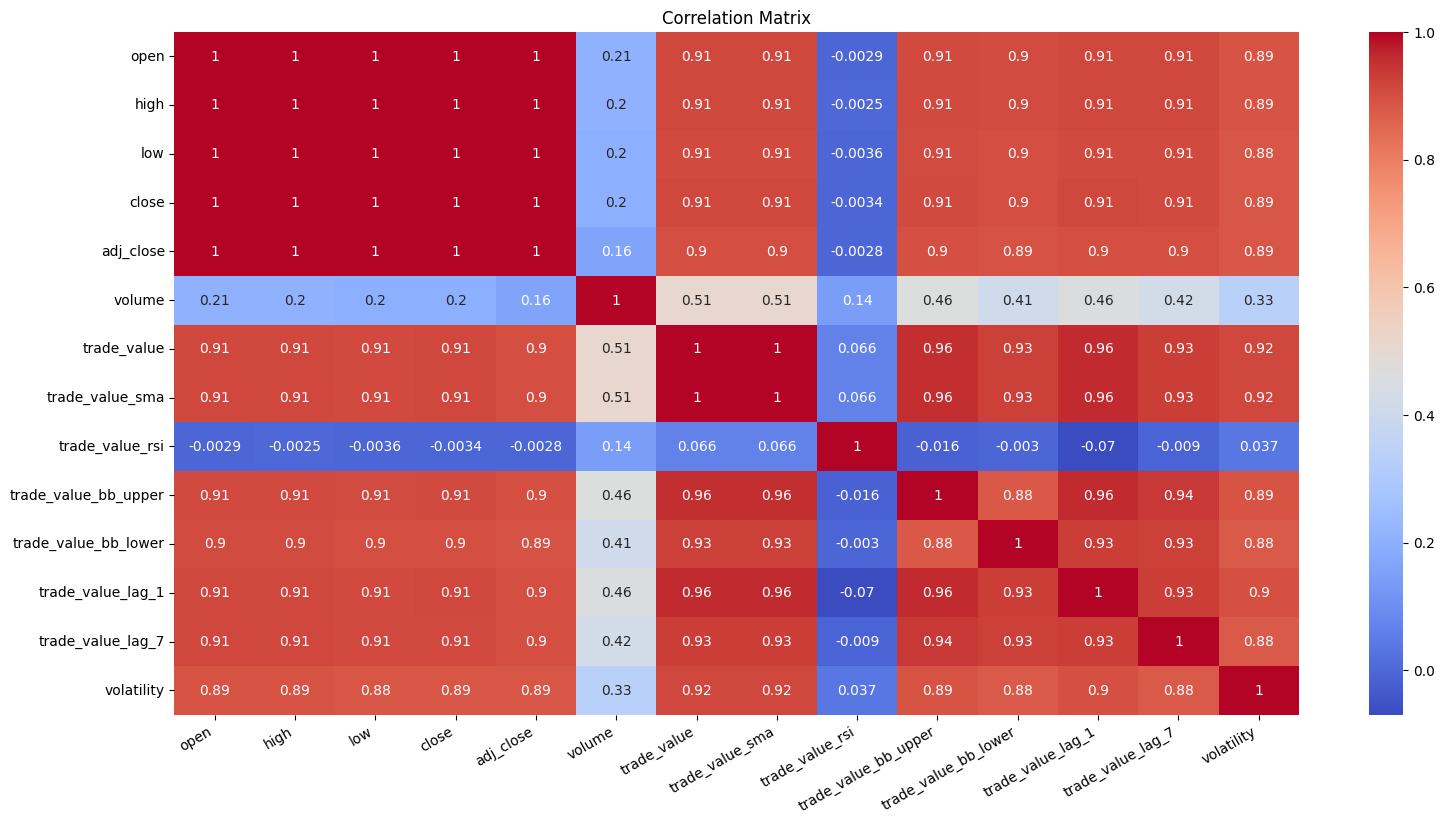 Correlation Matrix
open 1 1 1 1 1 0.21 0.91 0.91 -0.0029 0.91 0.9 0.91 0.91 0.89
high 1 1 1 1 1 0.2 0.91 0.91 -0.0025 0.91 0.9 0.91 0.91 0.89
low 1 1 1 1 1 0.2 0.91 0.91 -0.0036 0.91 0.9 0.91 0.91 0.88
close 1 1 1 1 1 0.2 0.91 0.91 -0.0034 0.91 0.9 0.91 0.91 0.89
adj_close 1 1 1 1 1 0.16 0.9 0.9 -0.0028 0.9 0.89 0.9 0.9 0.89
volume 0.21 0.2 0.2 0.2 0.16 1 0.51 0.51 0.14 0.46 0.41 0.46 0.42 0.33
trade_value 0.91 0.91 0.91 0.91 0.9 0.51 1 1 0.066 0.96 0.93 0.96 0.93 0.92
trade_value_sma 0.91 0.91 0.91 0.91 0.9 0.51 1 1 0.066 0.96 0.93 0.96 0.93 0.92
trade_value_rsi -0.0029 -0.0025 -0.0036 -0.0034 -0.0028 0.14 0.066 0.066 1 -0.016 -0.003 -0.07 -0.009 0.037
trade_value_bb_upper 0.91 0.91 0.91 0.91 0.9 0.46 0.96 0.96 -0.016 1 0.88 0.96 0.94 0.89
trade_value_bb_lower 0.9 0.9 0.9 0.9 0.89 0.41 0.93 0.93 -0.003 0.88 1 0.93 0.93 0.88
trade_value_lag_1 0.91 0.91 0.91 0.91 0.9 0.46 0.96 0.96 -0.07 0.96 0.93 1 0.93 0.9
trade_value_lag_7 0.91 0.91 0.91 0.91 0.9 0.42 0.93 0.93 -0.009 0.94 0.93 0.93 1 0.88
volatility 0.89 0.89 0.88 0.89 0.89 0.33 0.92 0.92 0.037 0.89 0.88 0.9 0.88 1
open high low close adj_close volume trade_value trade_value_sma trade_value_rsi trade_value_bb_upper trade_value_bb_lower trade_value_lag_1 trade_value_lag_7 volatility
1.0
0.8
0.6
0.4
0.2
0.0